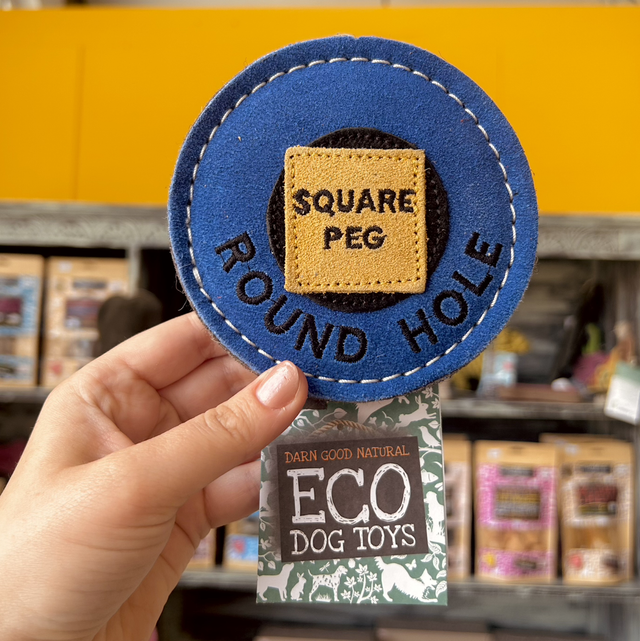 SQUARE
PEG
ROUND HOLE
DARN GOOD NATURAL
ECO
DOG TOYS